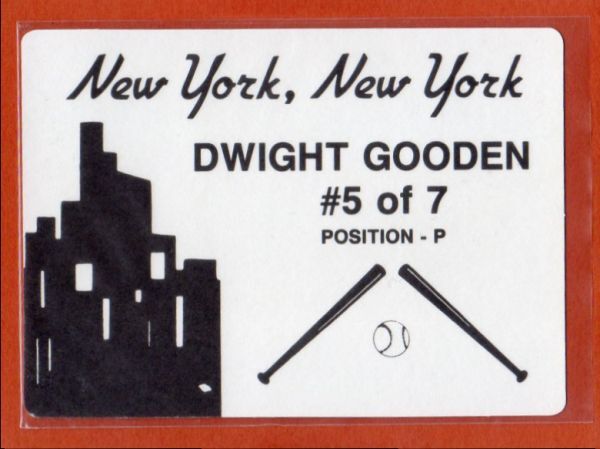 New York, New York
DWIGHT GOODEN
#5 of 7
POSITION - P